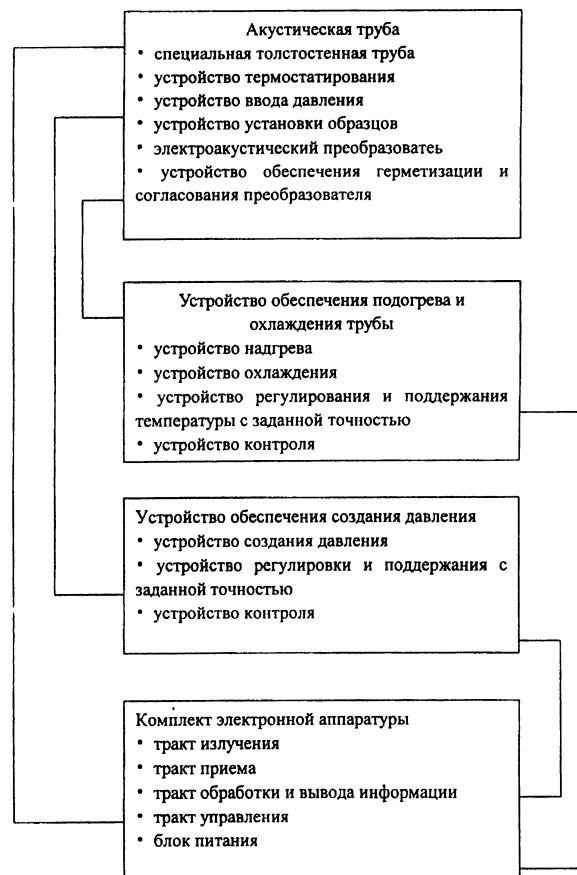 Акустическая труба
• специальная толстостенная труба
• устройство термостатирования
• устройство ввода давления
• устройство установки образцов
• электроакустический преобразоватеь
• устройство обеспечения герметизации и
согласования преобразователя
Устройство обеспечения подогрева и
охлаждения трубы
• устройство надгрева
• устройство охлаждения
• устройство регулирования и поддержания
температуры с заданной точностью
• устройство контроля
Устройство обеспечения создания давления
• устройство создания давления
• устройство регулировки и поддержания с
заданной точностью
• устройство контроля
Комплект электронной аппаратуры
• тракт излучения
• тракт приема
• тракт обработки и вывода информации
• тракт управления
• блок питания